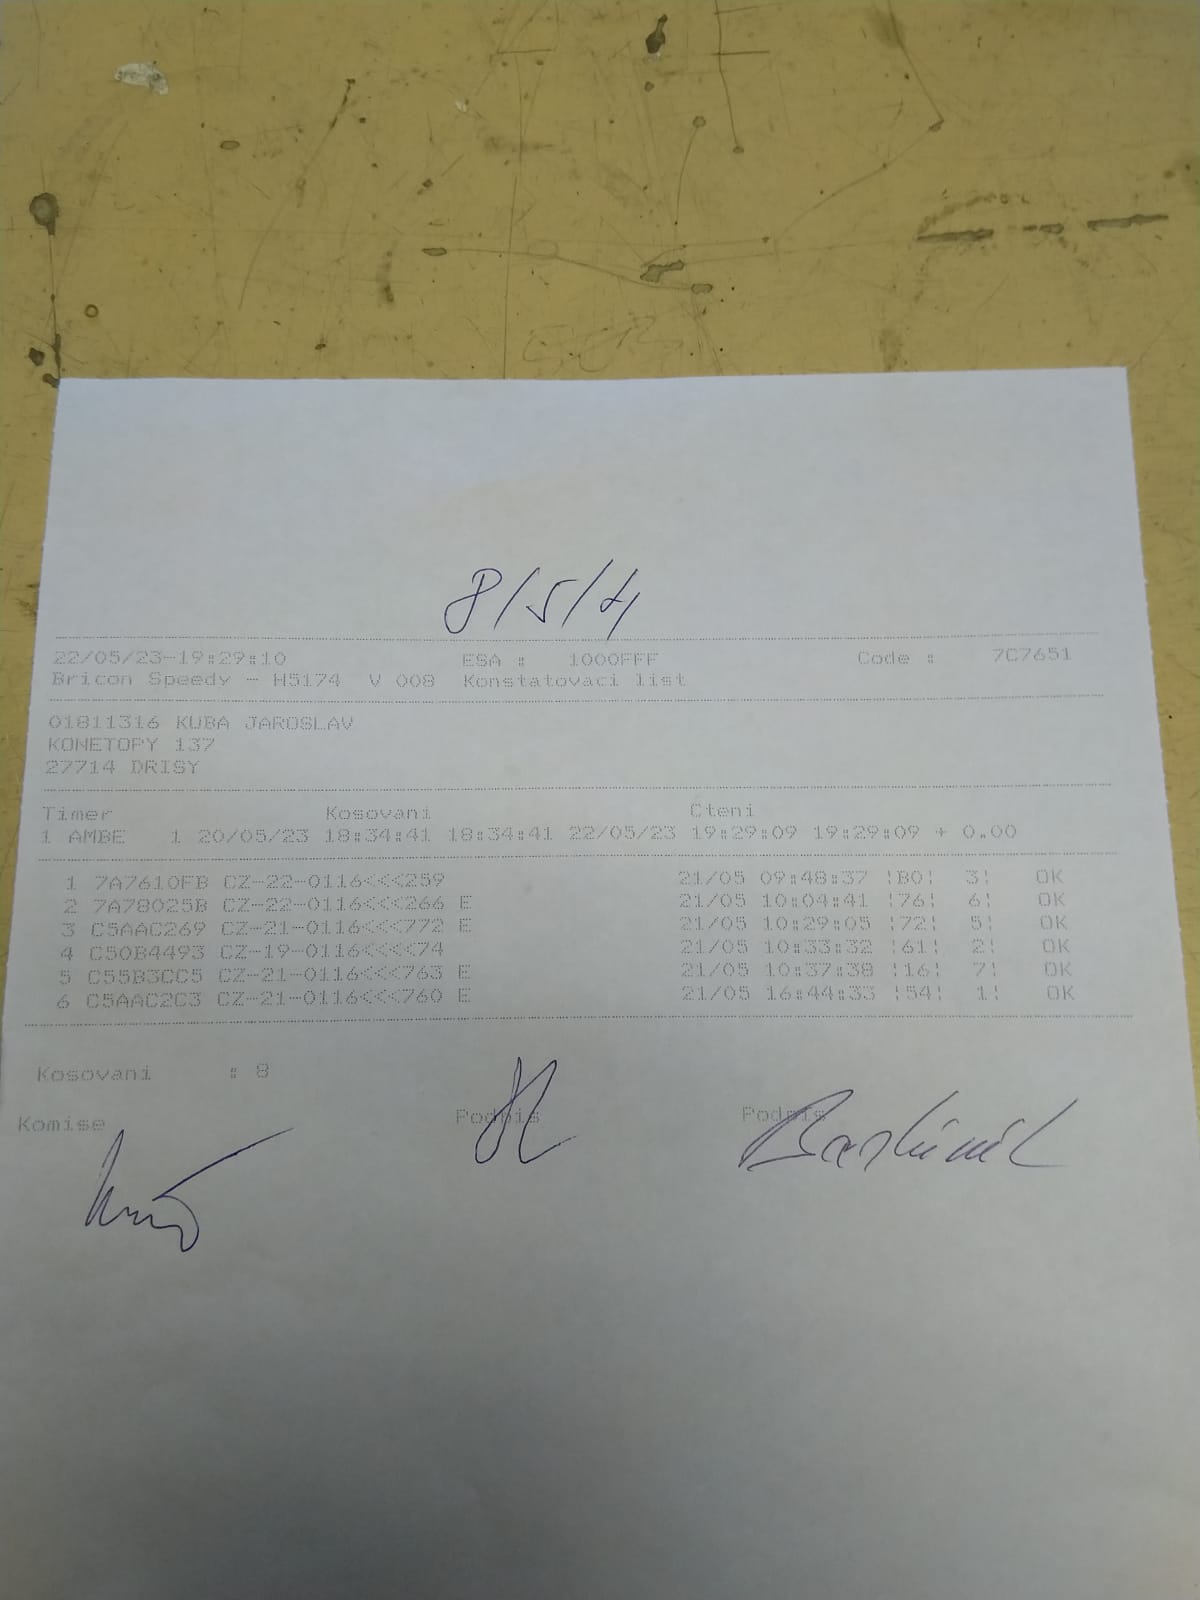 8/5/4
22/05/23-19:29:10 ESA : 1000FFF Code : 7C7651
Bricon Speedy - H5174 V 008 Konstatovaci list
01811316 KUBA JAROSLAV
KONETOPY 137
27714 DRISY
Timer Kosovani Cteni
1 AMBE 1 20/05/23 18:34:41 18:34:41 22/05/23 19:29:09 19:29:09 + 0.00
1 7A7610FB CZ-22-0116<<<259 21/05 09:48:37 ¦B0¦ 3¦ OK
2 7A78025B CZ-22-0116<<<266 E 21/05 10:04:41 ¦76¦ 6¦ OK
3 C5AAC269 CZ-21-0116<<<772 E 21/05 10:29:05 ¦72¦ 5¦ OK
4 C50B4493 CZ-19-0116<<<<74 21/05 10:33:32 ¦61¦ 2¦ OK
5 C55B3CC5 CZ-21-0116<<<763 E 21/05 10:37:38 ¦16¦ 7¦ OK
6 C5AAC2C3 CZ-21-0116<<<760 E 21/05 16:44:33 ¦54¦ 1¦ OK
Kosovani : 8
Komise Podpis Podpis